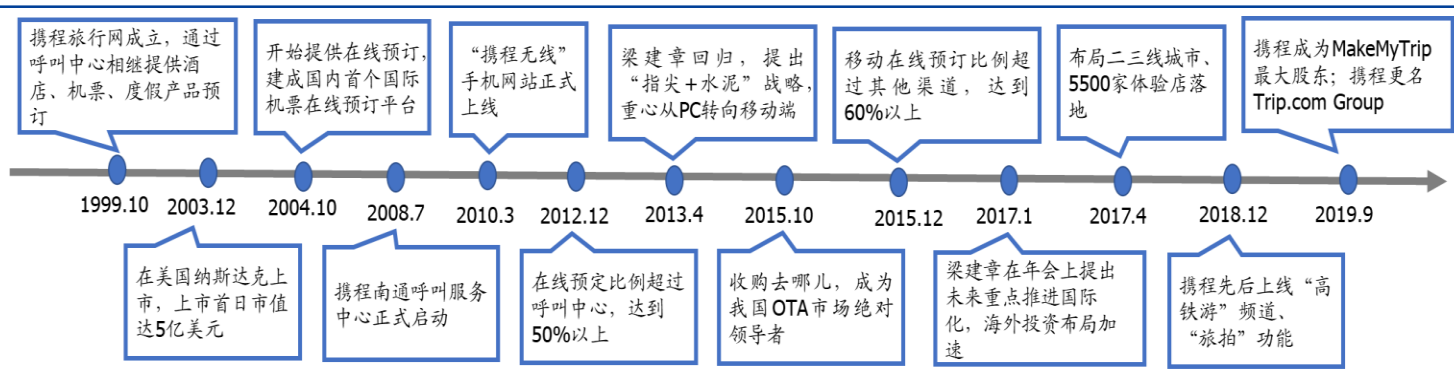 携程旅行网成立，通过
呼叫中心相继提供酒
店、机票、度假产品预
订
开始提供在线预订，
建成国内首个国际
机票在线预订平台
“携程无线”
手机网站正式
上线
梁建章回归，提出
“指尖+水泥”战略，
重心从PC转向移动端
移动在线预订比例超
过其他渠道，达到
60%以上
布局二三线城市、
5500家体验店落
地
携程成为MakeMyTrip
最大股东；携程更名
Trip.com Group
1999.10
2003.12
2004.10
2008.7
2010.3
2012.12
2013.4
2015.10
2015.12
2017.1
2017.4
2018.12
2019.9
在美国纳斯达克上
市，上市首日市值
达5亿美元
携程南通呼叫服务
中心正式启动
在线预定比例超过
呼叫中心，达到
50%以上
收购去哪儿，成为
我国OTA市场绝对
领导者
梁建章在年会上提出
未来重点推进国际
化，海外投资布局加
速
携程先后上线“高
铁游”频道、
“旅拍”功能